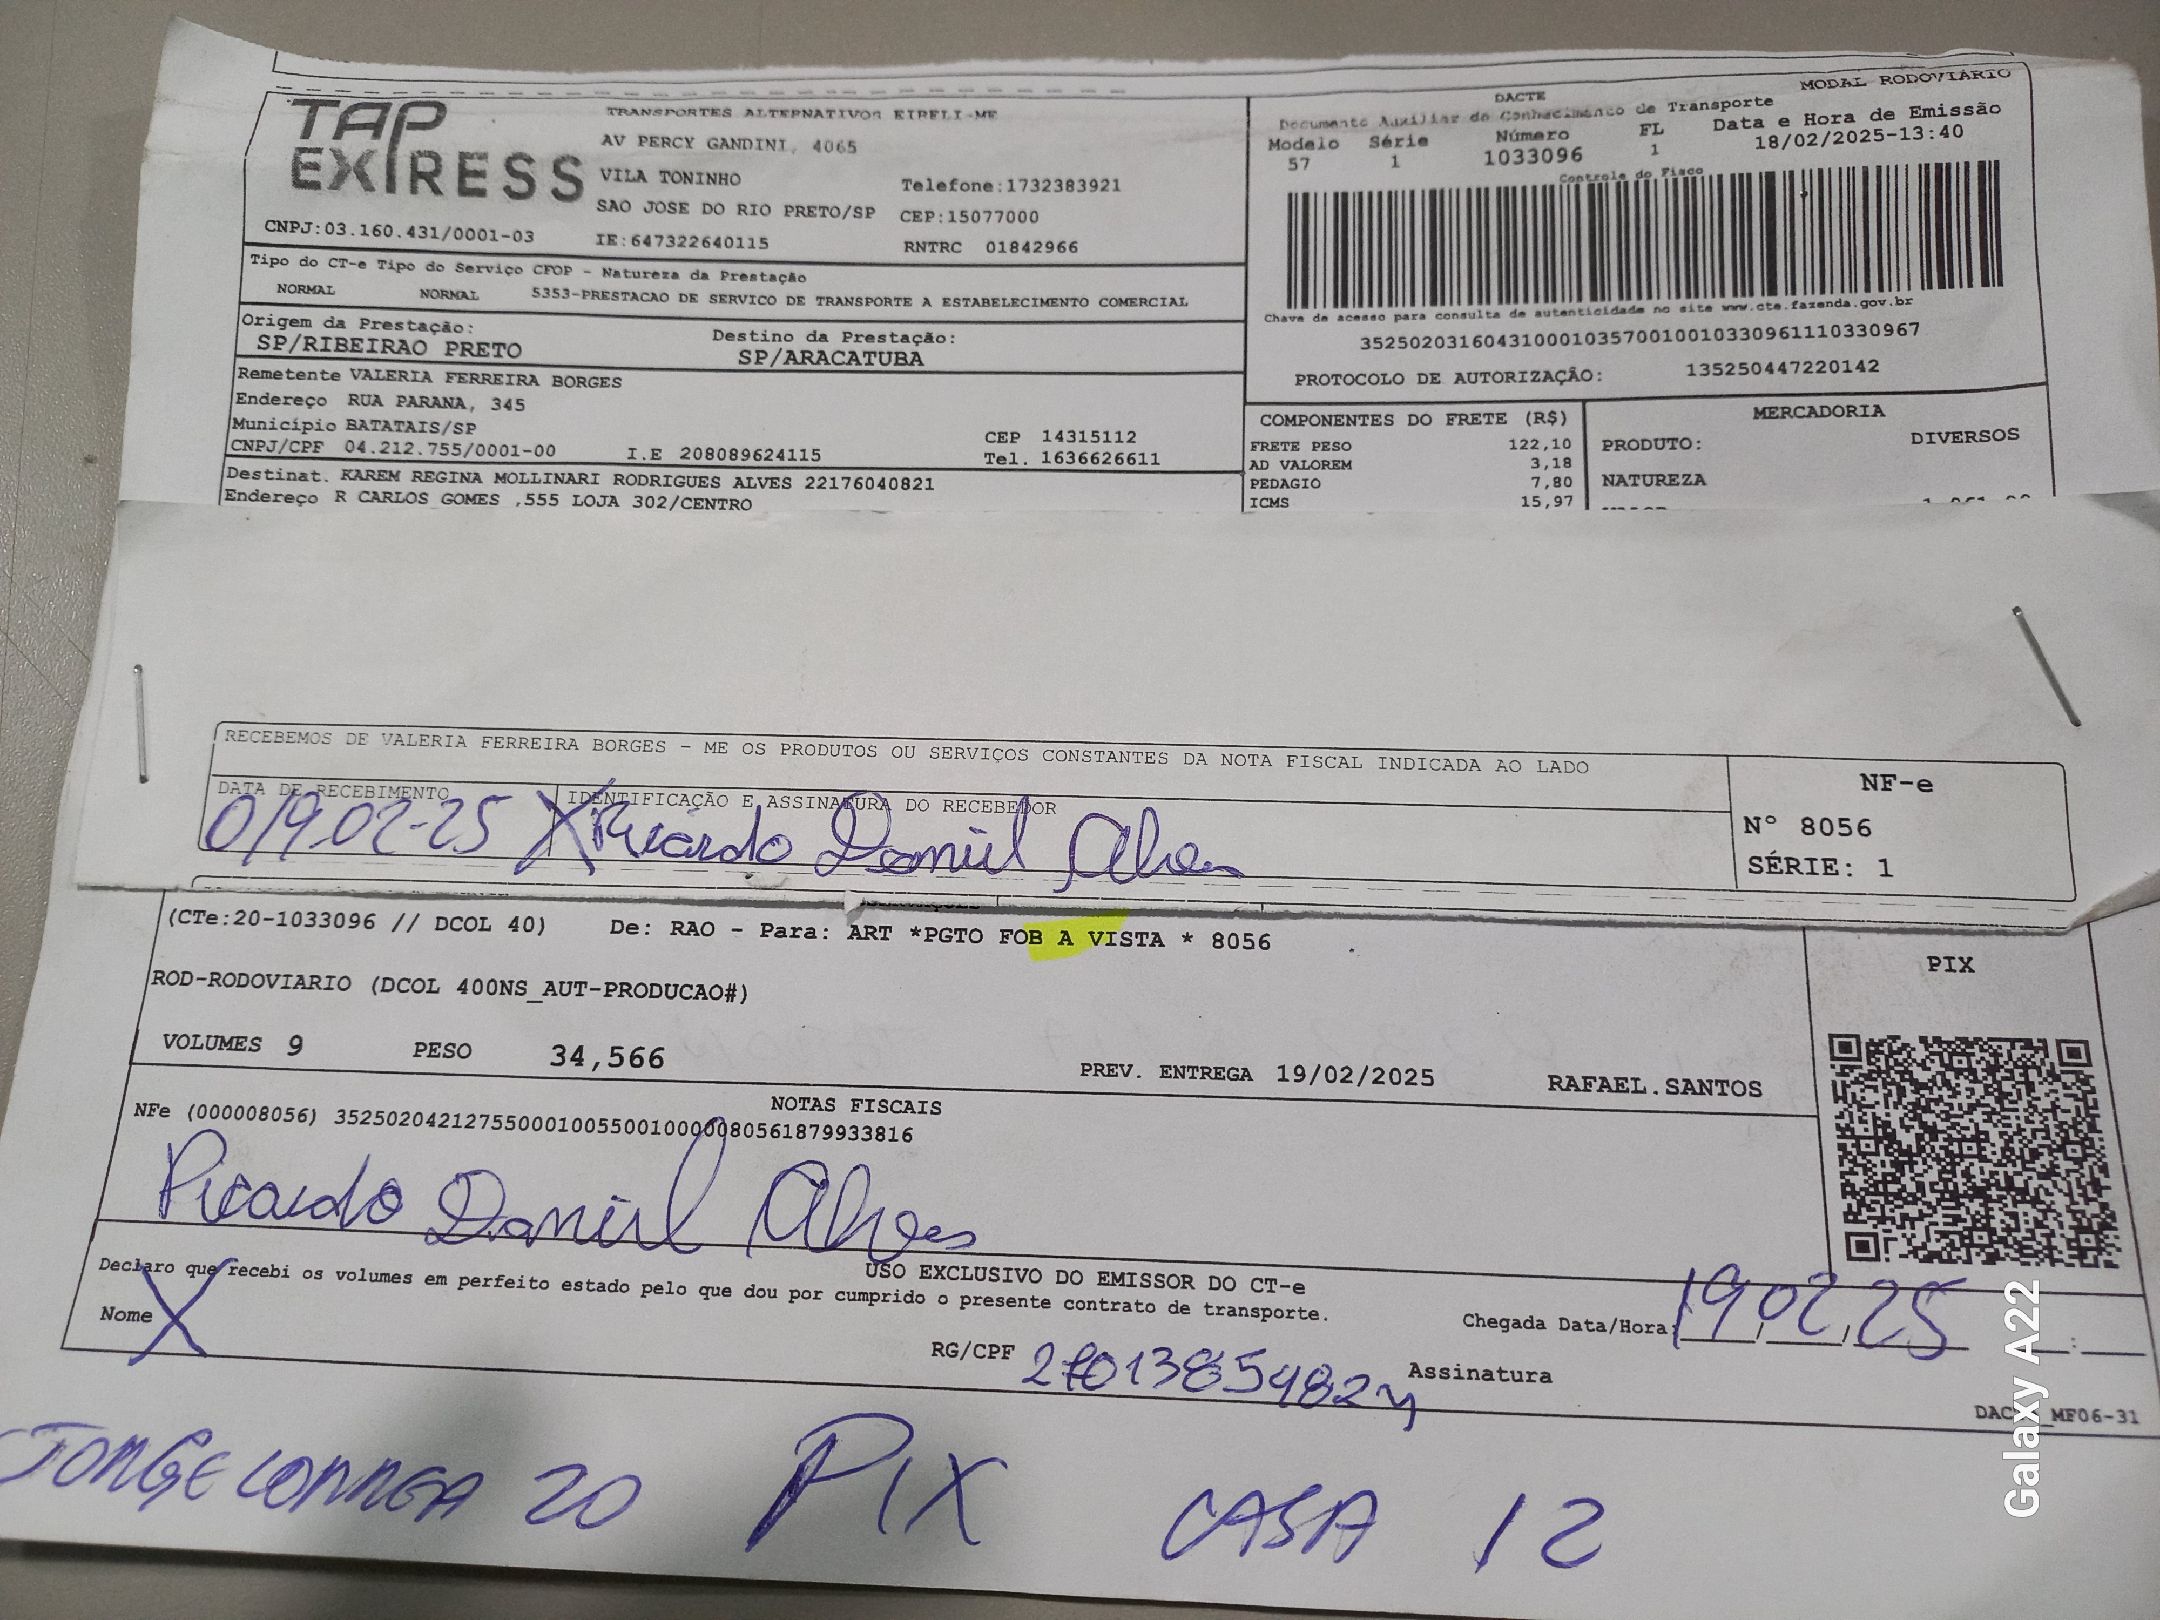 TAP
EXPRESS
TRANSPORTES ALTERNATIVOS EIRELI-ME
AV PERCY GANDINI, 4065
VILA TONINHO
Telefone:1732383921
SAO JOSE DO RIO PRETO/SP CEP:15077000
CNPJ:03.160.431/0001-03 IE:647322640115 RNTRC 01842966
Tipo do CT-e Tipo do Serviço CFOP - Natureza da Prestação
NORMAL NORMAL 5353-PRESTACAO DE SERVICO DE TRANSPORTE A ESTABELECIMENTO COMERCIAL
Origem da Prestação: Destino da Prestação:
SP/RIBEIRAO PRETO SP/ARACATUBA
Remetente VALERIA FERREIRA BORGES
Endereço RUA PARANA, 345
Município BATATAIS/SP CEP 14315112
CNPJ/CPF 04.212.755/0001-00 I.E 208089624115 Tel. 1636626611
Destinat. KAREM REGINA MOLLINARI RODRIGUES ALVES 22176040821
Endereço R CARLOS GOMES ,555 LOJA 302/CENTRO
DACTE MODAL RODOVIÁRIO
Documento Auxiliar do Conhecimento de Transporte
Modelo Série Número FL Data e Hora de Emissão
57 1 1033096 1 18/02/2025-13:40
Controle do Fisco
Chave de acesso para consulta de autenticidade no site www.cte.fazenda.gov.br
35250203160431000103570010010330961110330967
PROTOCOLO DE AUTORIZAÇÃO: 135250447220142
COMPONENTES DO FRETE (R$)
FRETE PESO 122,10
AD VALOREM 3,18
PEDAGIO 7,80
ICMS 15,97
MERCADORIA
PRODUTO: DIVERSOS
NATUREZA
RECEBEMOS DE VALERIA FERREIRA BORGES - ME OS PRODUTOS OU SERVIÇOS CONSTANTES DA NOTA FISCAL INDICADA AO LADO
DATA DE RECEBIMENTO IDENTIFICAÇÃO E ASSINATURA DO RECEBEDOR
019.02-25 X Ricardo Daniel Alves
NF-e
Nº 8056
SÉRIE: 1
(CTe:20-1033096 // DCOL 40) De: RAO - Para: ART *PGTO FOB A VISTA * 8056
ROD-RODOVIARIO (DCOL 400NS_AUT-PRODUCAO#)
VOLUMES 9 PESO 34,566 PREV. ENTREGA 19/02/2025 RAFAEL.SANTOS
PIX
NOTAS FISCAIS
NFe (000008056) 35250204212755000100550010000080561879933816
Ricardo Daniel Alves
USO EXCLUSIVO DO EMISSOR DO CT-e
Declaro que recebi os volumes em perfeito estado pelo que dou por cumprido o presente contrato de transporte.
Nome X RG/CPF Assinatura
Chegada Data/Hora: 19,02,25
MF06-31
20 PIX CASA 12
Galaxy A22